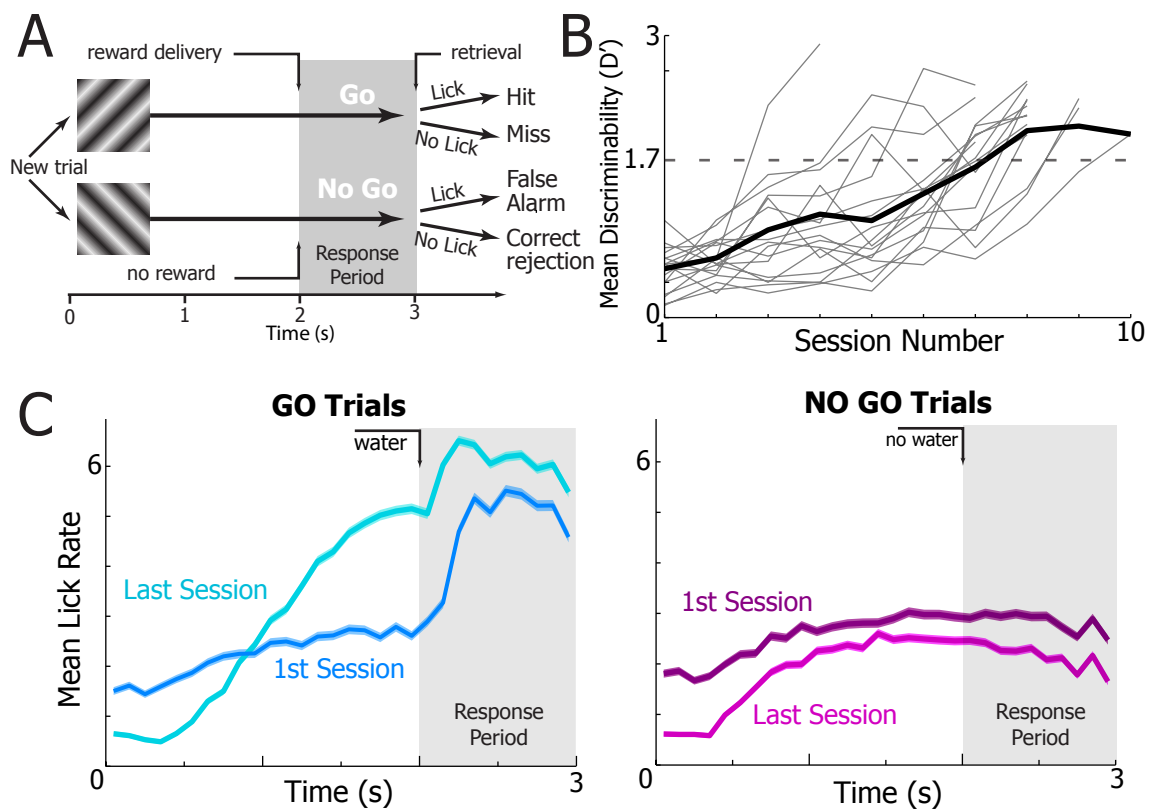 A
reward delivery
retrieval
Go
Lick
Hit
No Lick
Miss
New trial
No Go
Lick
False
Alarm
No Lick
Correct
rejection
no reward
Response
Period
0
1
2
3
Time (s)
B
Mean Discriminability (D')
3
1.7
0
1
10
Session Number
C
GO Trials
water
6
Mean Lick Rate
Last Session
1st Session
Response
Period
0
3
Time (s)
NO GO Trials
no water
6
1st Session
Last Session
Response
Period
0
3
Time (s)